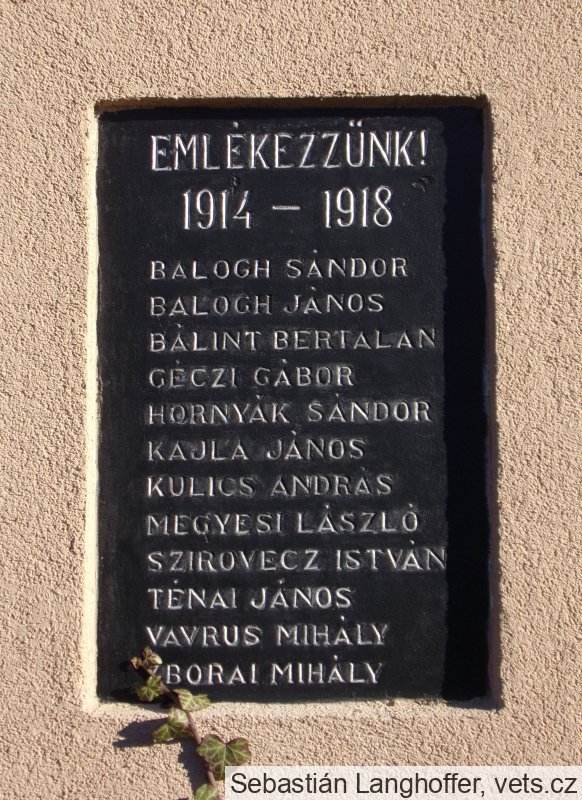 EMLÉKEZZÜNK!
1914 – 1918
BALOGH SÁNDOR
BALOGH JÁNOS
BÁLINT BERTALAN
GÉCZI GÁBOR
HORNYÁK SÁNDOR
KAJLA JÁNOS
KULICS ANDRÁS
MEGYESI LÁSZLÓ
SZIROVECZ ISTVÁN
TÉNAI JÁNOS
VAVRUS MIHÁLY
ZBORAI MIHÁLY
Sebastián Langhoffer, vets.cz